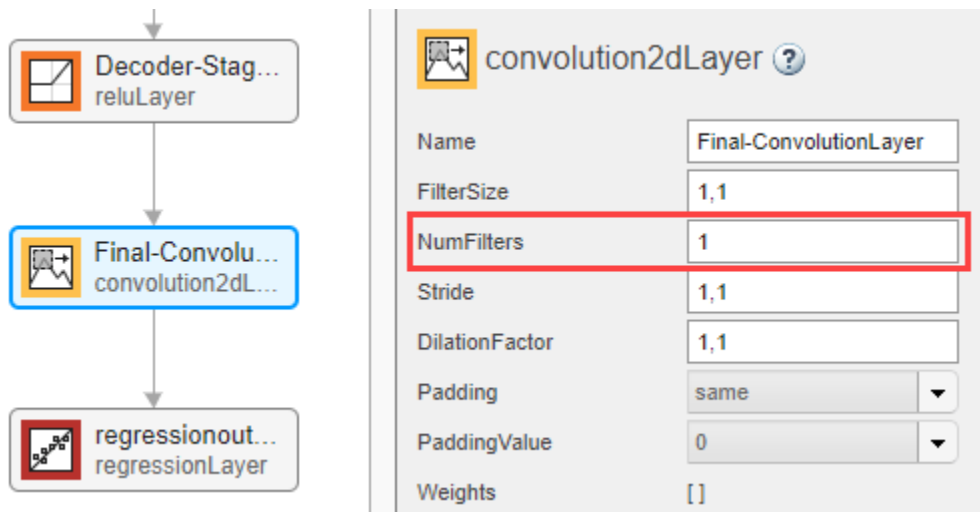 Decoder-Stag...
reluLayer
Final-Convolu...
convolution2dL...
regressionout...
regressionLayer
convolution2dLayer ?
Name Final-ConvolutionLayer
FilterSize 1,1
NumFilters 1
Stride 1,1
DilationFactor 1,1
Padding same
PaddingValue 0
Weights []